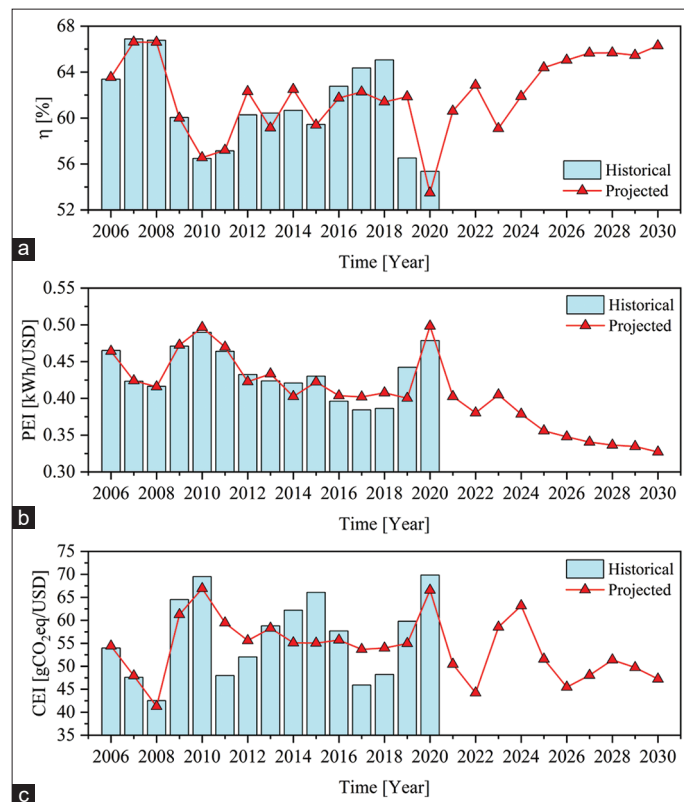 68
64
60
56
52
η [%]
Historical
Projected
2006 2008 2010 2012 2014 2016 2018 2020 2022 2024 2026 2028 2030
Time [Year]
a
0.55
0.50
0.45
0.40
0.35
0.30
PEI [kWh/USD]
Historical
Projected
2006 2008 2010 2012 2014 2016 2018 2020 2022 2024 2026 2028 2030
Time [Year]
b
75
70
65
60
55
50
45
40
35
CEI [gCO₂eq/USD]
Historical
Projected
2006 2008 2010 2012 2014 2016 2018 2020 2022 2024 2026 2028 2030
Time [Year]
c